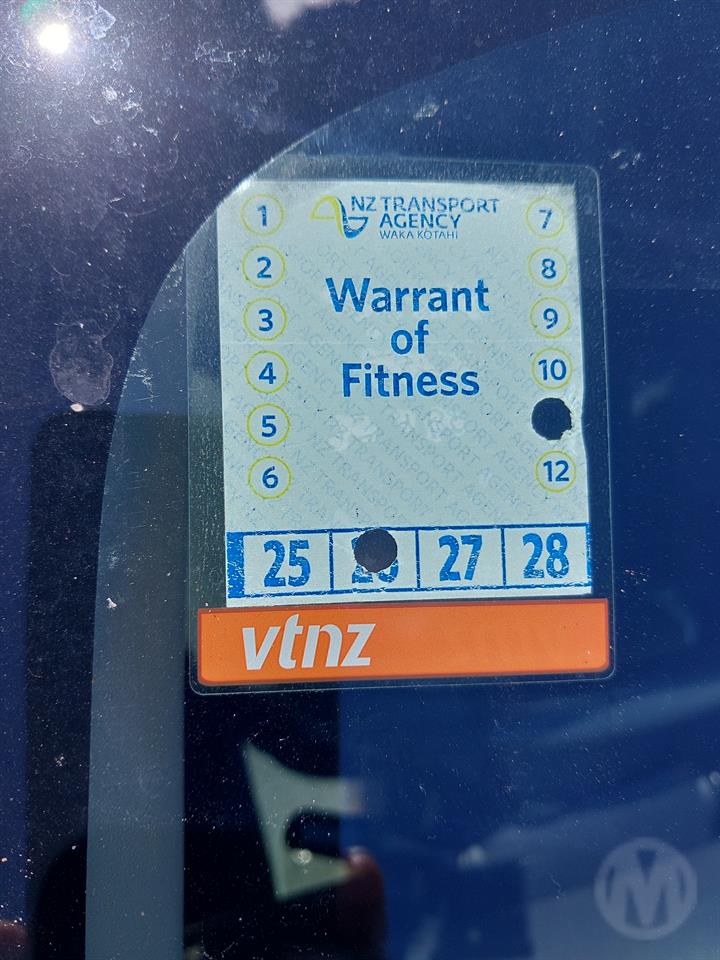 NZ TRANSPORT
AGENCY
WAKA KOTAHI
1
2
3
4
5
6
7
8
9
10
12
Warrant
of
Fitness
25 27 28
vtnz
M